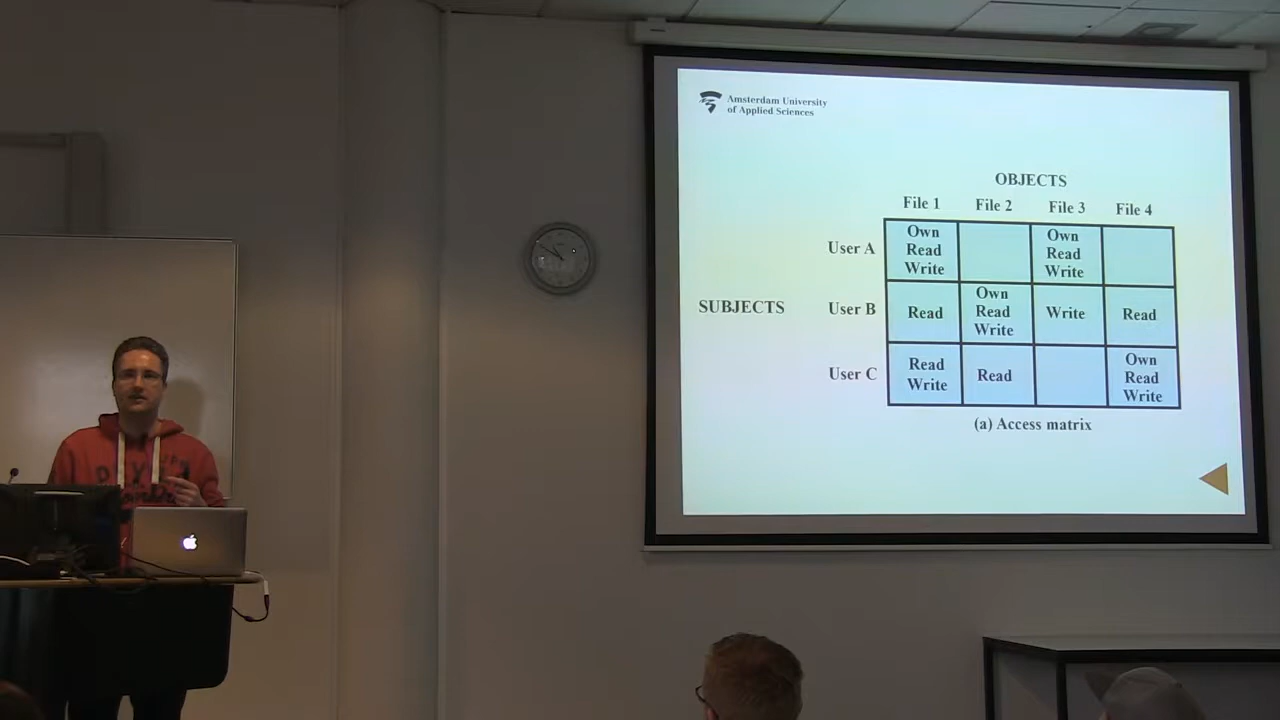 Amsterdam University
of Applied Sciences
OBJECTS
File 1 File 2 File 3 File 4
User A
Own
Read
Write
Own
Read
Write
SUBJECTS
User B
Read
Own
Read
Write
Write
Read
User C
Read
Write
Read
Own
Read
Write
(a) Access matrix